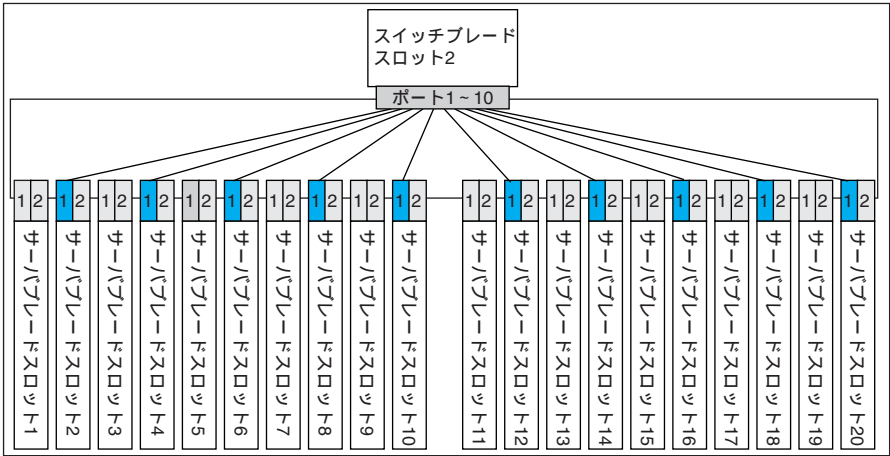 スイッチブレード
スロット2
ポート1~10
1 2 1 2 1 2 1 2 1 2 1 2 1 2 1 2 1 2 1 2 1 2 1 2 1 2 1 2 1 2 1 2 1 2 1 2 1 2 1 2
サーバブレードスロット1
サーバブレードスロット2
サーバブレードスロット3
サーバブレードスロット4
サーバブレードスロット5
サーバブレードスロット6
サーバブレードスロット7
サーバブレードスロット8
サーバブレードスロット9
サーバブレードスロット10
サーバブレードスロット11
サーバブレードスロット12
サーバブレードスロット13
サーバブレードスロット14
サーバブレードスロット15
サーバブレードスロット16
サーバブレードスロット17
サーバブレードスロット18
サーバブレードスロット19
サーバブレードスロット20